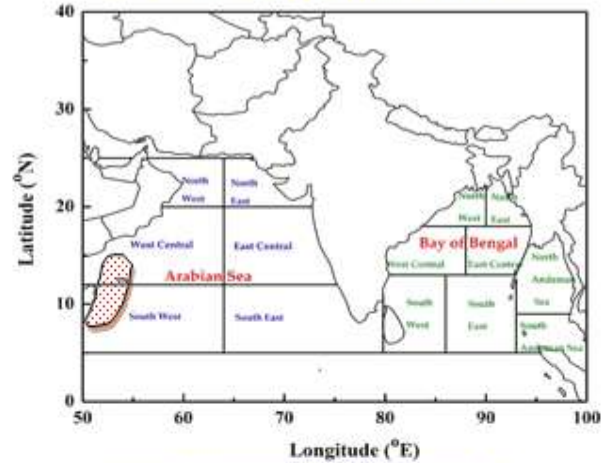 40
30
20
10
0
Latitude (°N)
North
West
North
East
West Central
East Central
Arabian Sea
South West
South East
North
West
North
East
Bay of Bengal
West Central
East Central
South
West
South
East
North
Andaman
Sea
South
Andaman Sea
50
60
70
80
90
100
Longitude (°E)